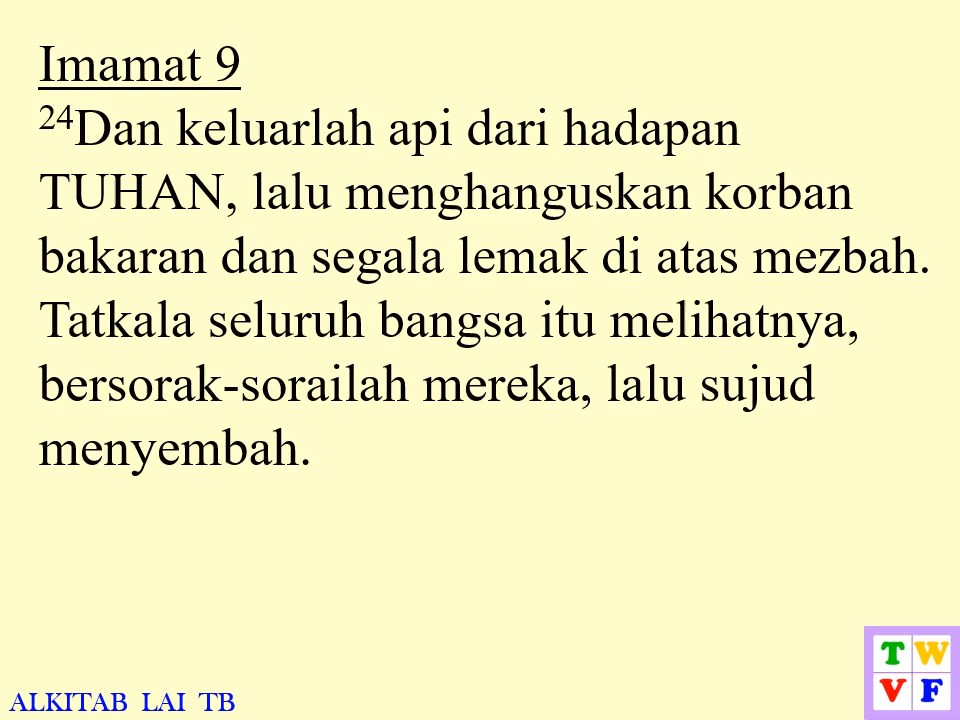 Imamat 9
24Dan keluarlah api dari hadapan
TUHAN, lalu menghanguskan korban
bakaran dan segala lemak di atas mezbah.
Tatkala seluruh bangsa itu melihatnya,
bersorak-sorailah mereka, lalu sujud
menyembah.
ALKITAB LAI TB
T W
V F